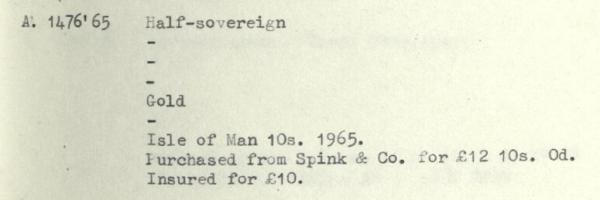 A. 1476'65 Half-sovereign
-
-
-
Gold
-
Isle of Man 10s. 1965.
Purchased from Spink & Co. for £12 10s. Od.
Insured for £10.